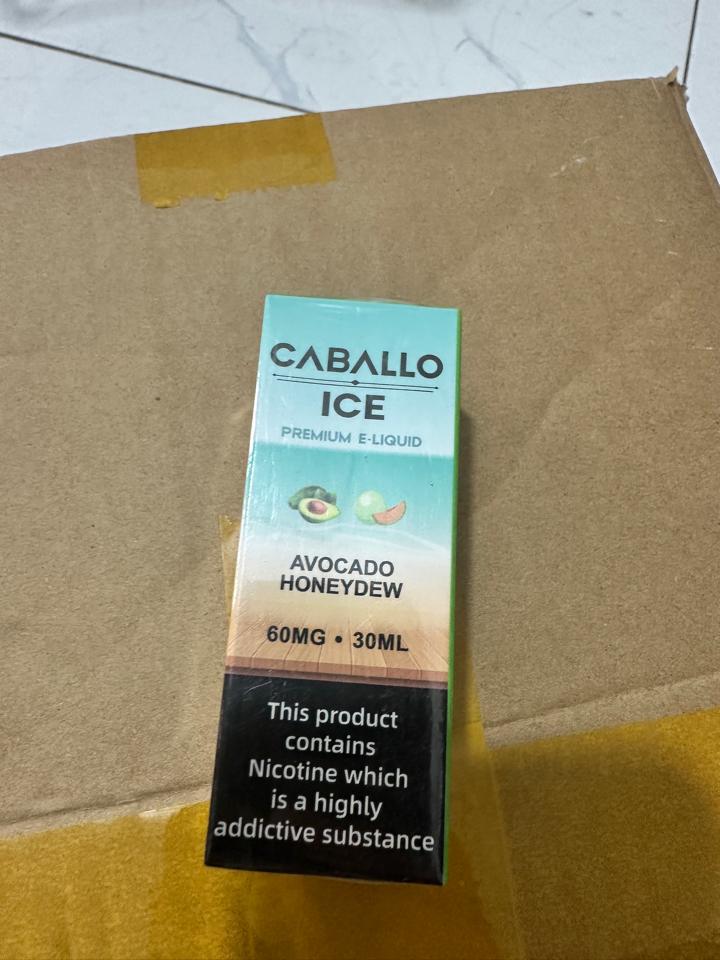 CABALLO
ICE
PREMIUM E-LIQUID
AVOCADO
HONEYDEW
60MG • 30ML
This product
contains
Nicotine which
is a highly
addictive substance